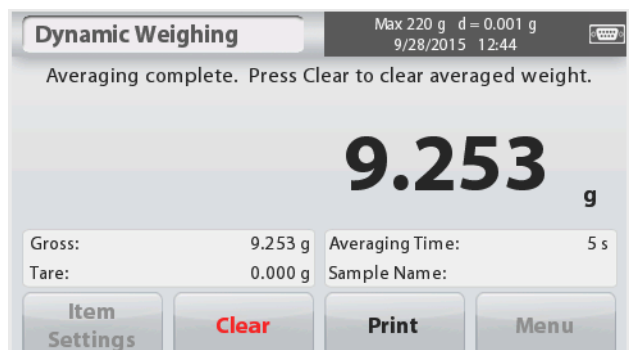 Dynamic Weighing
Max 220 g d = 0.001 g
9/28/2015 12:44
Averaging complete. Press Clear to clear averaged weight.
9.253 g
Gross: 9.253 g
Tare: 0.000 g
Averaging Time: 5 s
Sample Name:
Item
Settings
Clear
Print
Menu